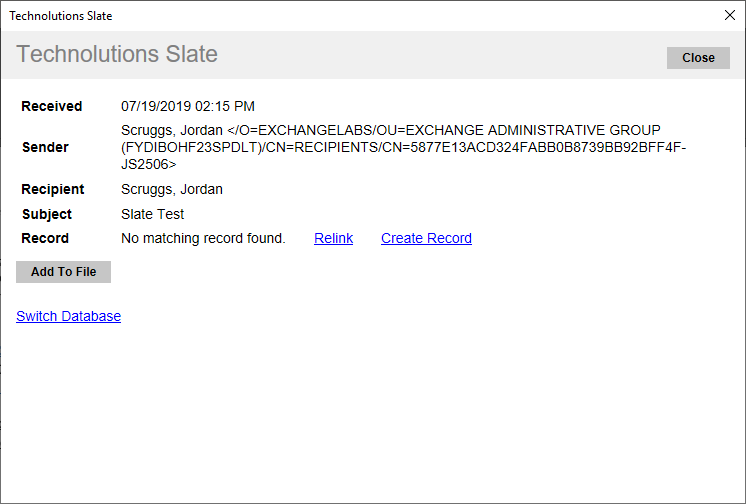 Technolutions Slate
Technolutions Slate
Close
Received 07/19/2019 02:15 PM
Sender Scruggs, Jordan </O=EXCHANGELABS/OU=EXCHANGE ADMINISTRATIVE GROUP
(FYDIBOHF23SPDLT)/CN=RECIPIENTS/CN=5877E13ACD324FABB0B8739BB92BFF4F-
JS2506>
Recipient Scruggs, Jordan
Subject Slate Test
Record No matching record found. Relink Create Record
Add To File
Switch Database